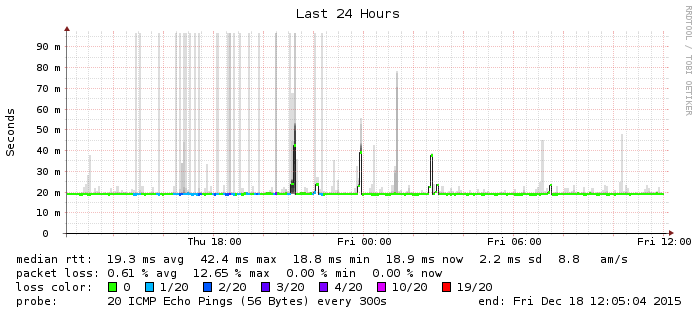 Last 24 Hours
RRDTOOL / TOBI OETIKER
Seconds
90 m
80 m
70 m
60 m
50 m
40 m
30 m
20 m
10 m
0
Thu 18:00 Fri 00:00 Fri 06:00 Fri 12:00
median rtt: 19.3 ms avg 42.4 ms max 18.8 ms min 18.9 ms now 2.2 ms sd 8.8 am/s
packet loss: 0.61 % avg 12.65 % max 0.00 % min 0.00 % now
loss color: 0 1/20 2/20 3/20 4/20 10/20 19/20
probe: 20 ICMP Echo Pings (56 Bytes) every 300s end: Fri Dec 18 12:05:04 2015